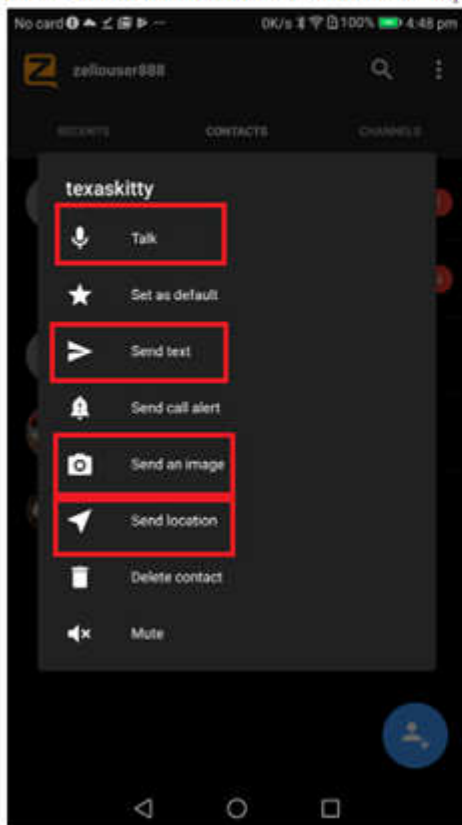 No card 0K/s 100% 4:48 pm
zellouser888
RECENTS CONTACTS CHANNELS
texaskitty
Talk
Set as default
Send text
Send call alert
Send an image
Send location
Delete contact
Mute